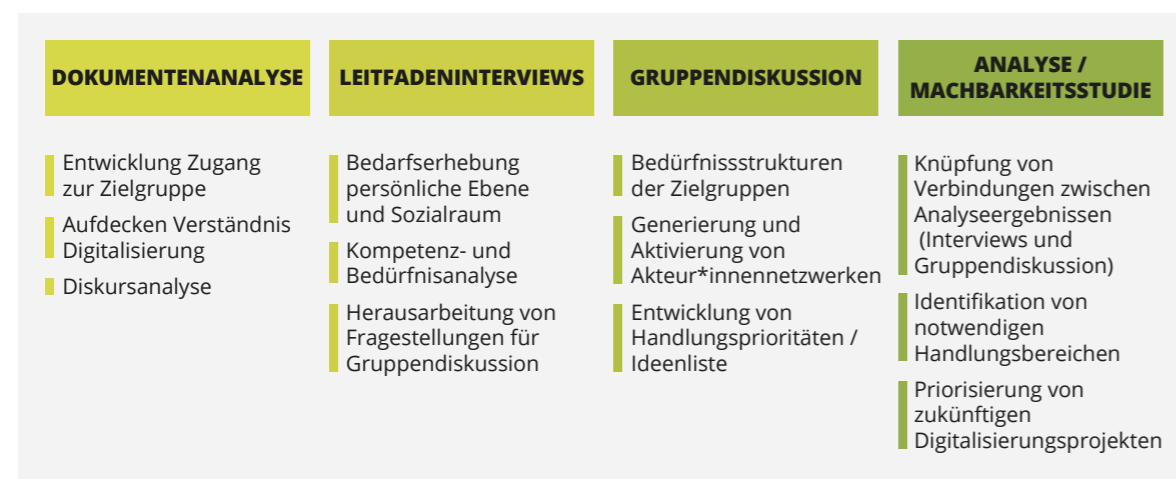 DOKUMENTENANALYSE
Entwicklung Zugang
zur Zielgruppe
Aufdecken Verständnis
Digitalisierung
Diskursanalyse
LEITFADENINTERVIEWS
Bedarfserhebung
persönliche Ebene
und Sozialraum
Kompetenz- und
Bedürfnisanalyse
Herausarbeitung von
Fragestellungen für
Gruppendiskussion
GRUPPENDISKUSSION
Bedürfnissstrukturen
der Zielgruppen
Generierung und
Aktivierung von
Akteur*innennetzwerken
Entwicklung von
Handlungsprioritäten /
Ideenliste
ANALYSE /
MACHBARKEITSSTUDIE
Knüpfung von
Verbindungen zwischen
Analyseergebnissen
(Interviews und
Gruppendiskussion)
Identifikation von
notwendigen
Handlungsbereichen
Priorisierung von
zukünftigen
Digitalisierungsprojekten